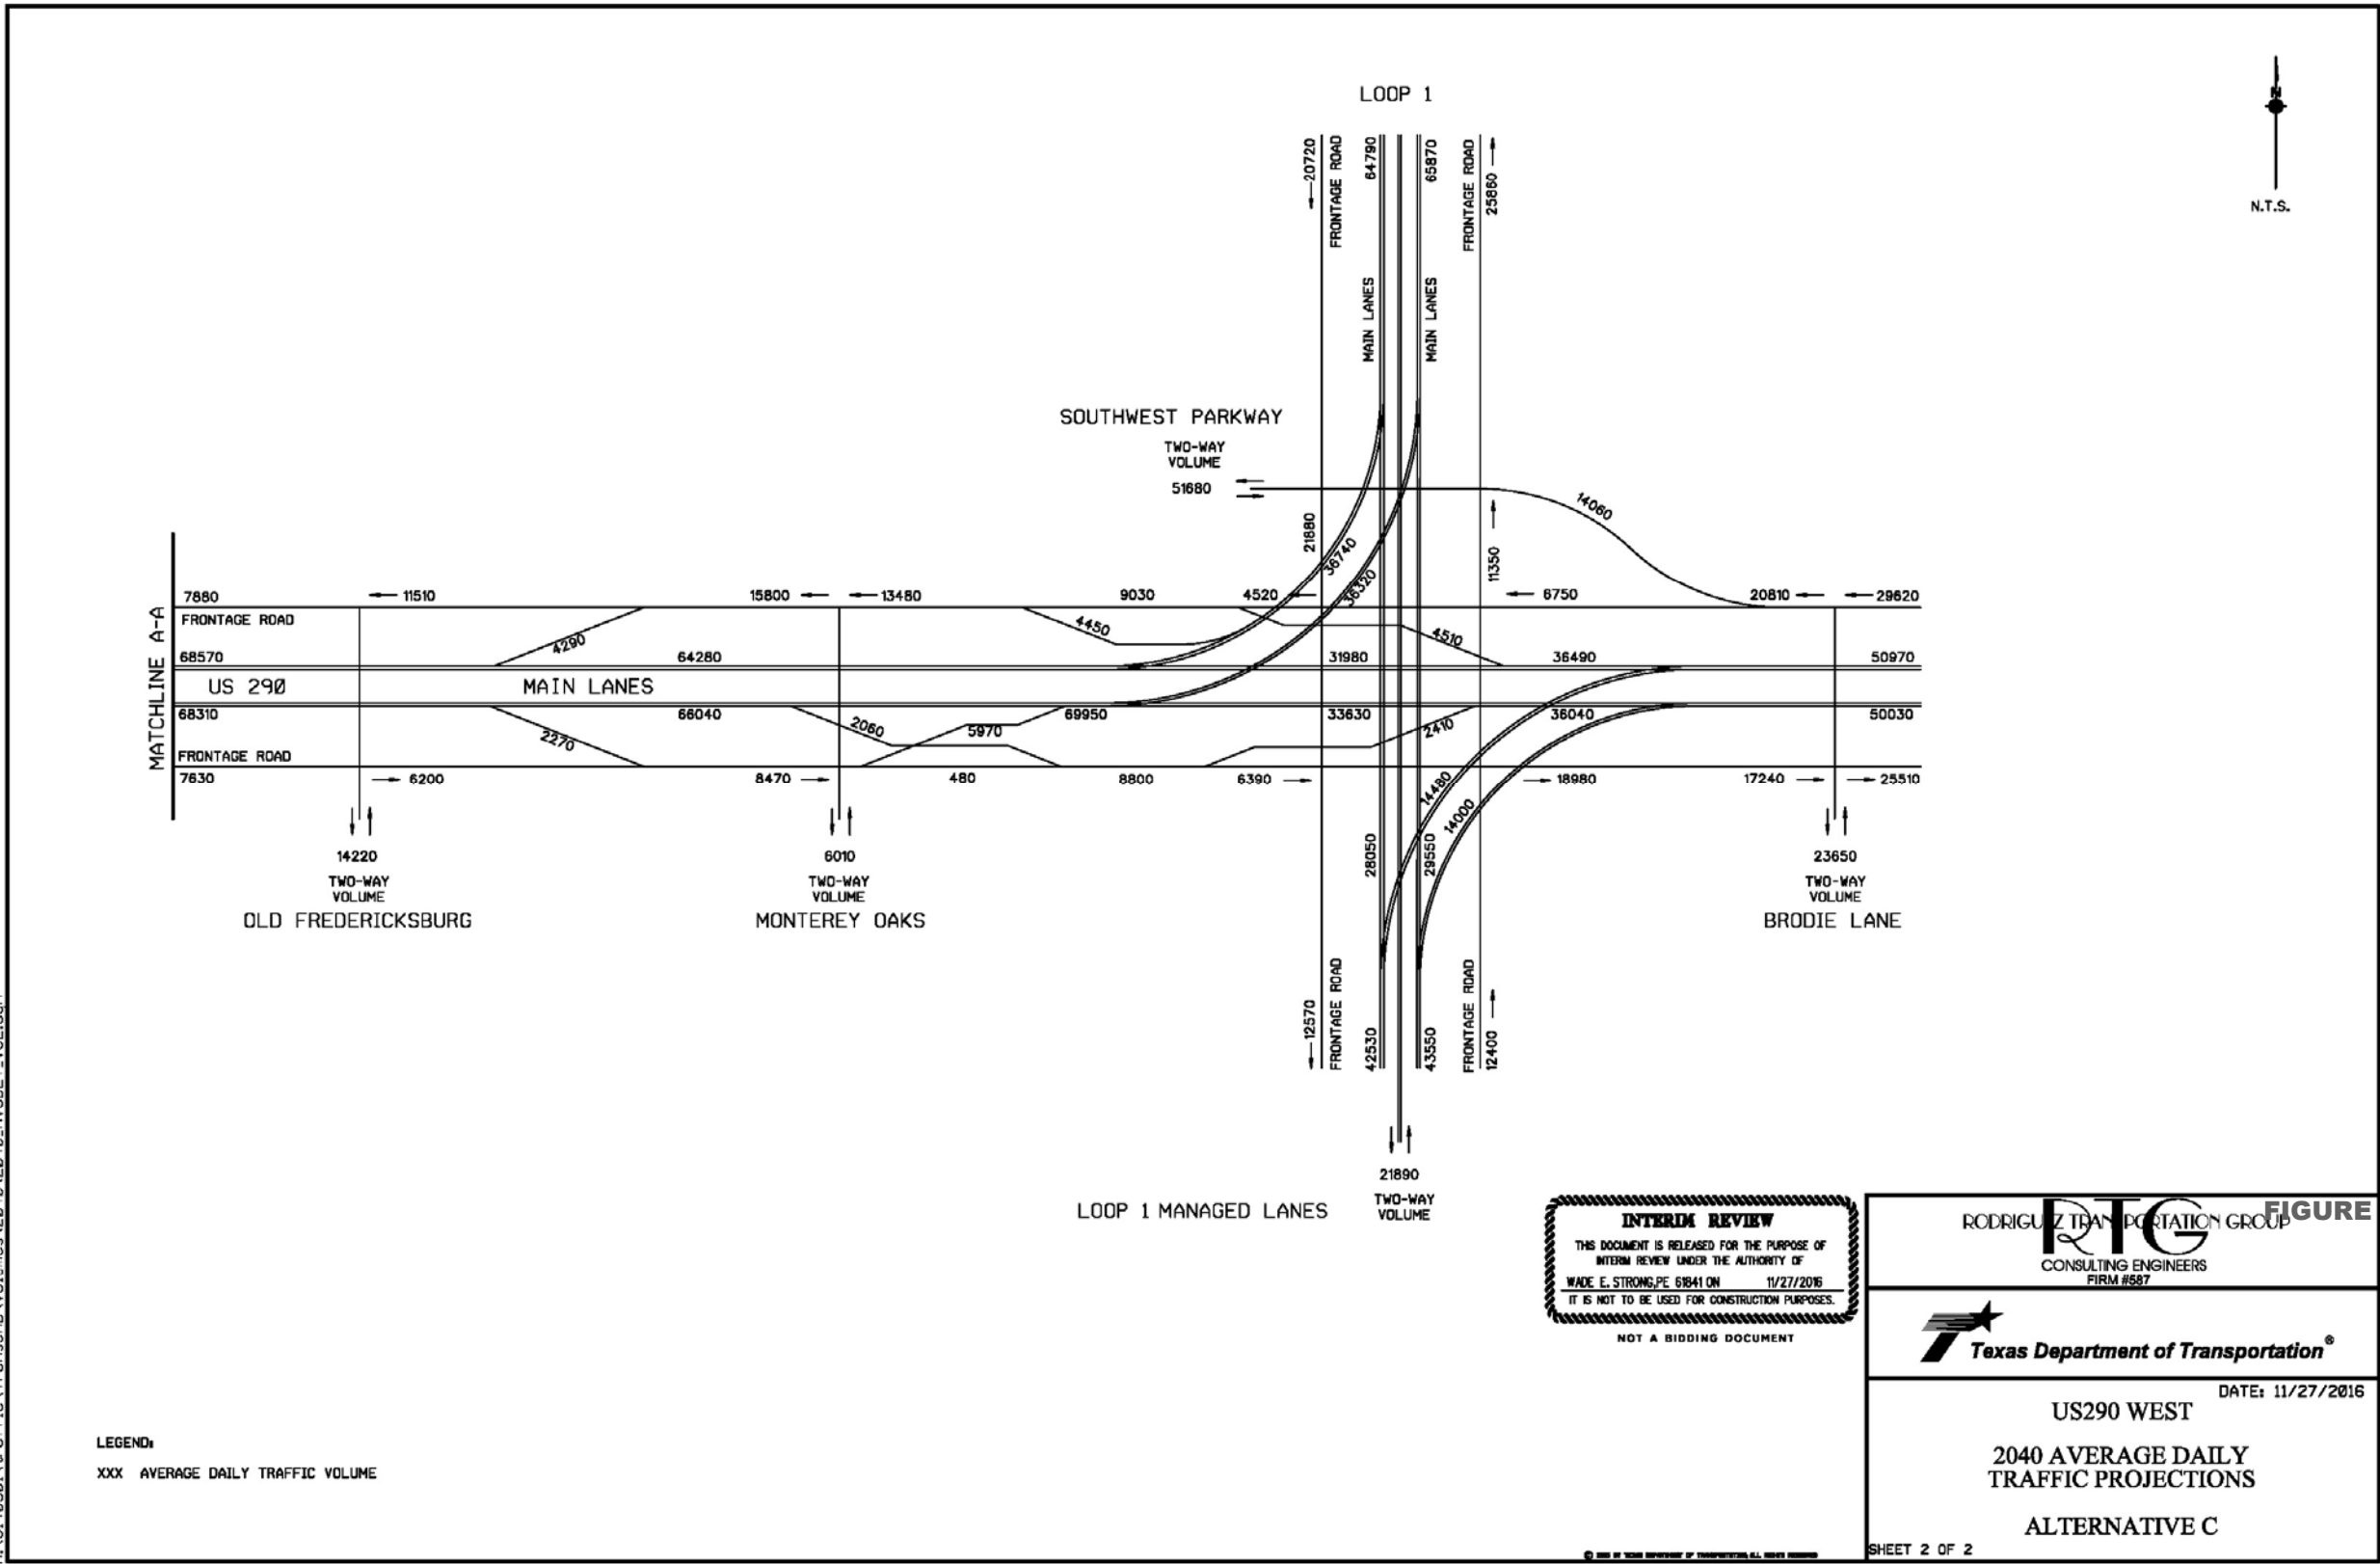 LOOP 1
20720
FRONTAGE ROAD
64790
65870
FRONTAGE ROAD
25860
N
N.T.S.
MAIN LANES
MAIN LANES
SOUTHWEST PARKWAY
TWO-WAY
VOLUME
51680
14060
21880
36740
36320
11350
MATCHLINE A-A
7880
11510
15800
13480
9030
4520
6750
20810
29620
FRONTAGE ROAD
4290
4450
4510
68570
64280
31980
36490
50970
US 290
MAIN LANES
68310
66040
69950
33630
36040
50030
2270
2060
5970
2410
FRONTAGE ROAD
7630
6200
8470
480
8800
6390
18980
17240
25510
14480
14000
28050
29550
14220
TWO-WAY
VOLUME
OLD FREDERICKSBURG
6010
TWO-WAY
VOLUME
MONTEREY OAKS
23650
TWO-WAY
VOLUME
BRODIE LANE
12570
FRONTAGE ROAD
42530
43550
FRONTAGE ROAD
12400
21890
TWO-WAY
VOLUME
LOOP 1 MANAGED LANES
INTERIM REVIEW
THIS DOCUMENT IS RELEASED FOR THE PURPOSE OF
INTERIM REVIEW UNDER THE AUTHORITY OF
WADE E. STRONG,PE 61841 ON 11/27/2016
IT IS NOT TO BE USED FOR CONSTRUCTION PURPOSES.
NOT A BIDDING DOCUMENT
FIGURE
RTG
RODRIGUEZ TRANSPORTATION GROUP
CONSULTING ENGINEERS
FIRM #587
Texas Department of Transportation®
DATE: 11/27/2016
US290 WEST
2040 AVERAGE DAILY
TRAFFIC PROJECTIONS
ALTERNATIVE C
SHEET 2 OF 2
LEGEND:
XXX AVERAGE DAILY TRAFFIC VOLUME